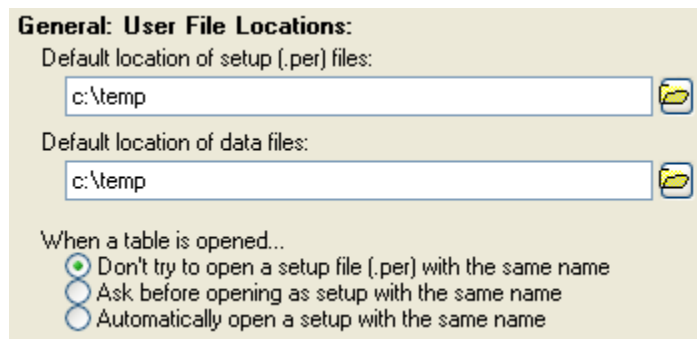 General: User File Locations:
Default location of setup (.per) files:
c:\temp
Default location of data files:
c:\temp
When a table is opened...
Don't try to open a setup file (.per) with the same name
Ask before opening as setup with the same name
Automatically open a setup with the same name